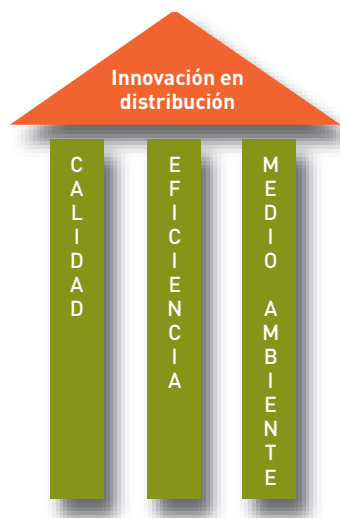 Innovación en
distribución
CALIDAD
EFICIENCIA
MEDIO AMBIENTE